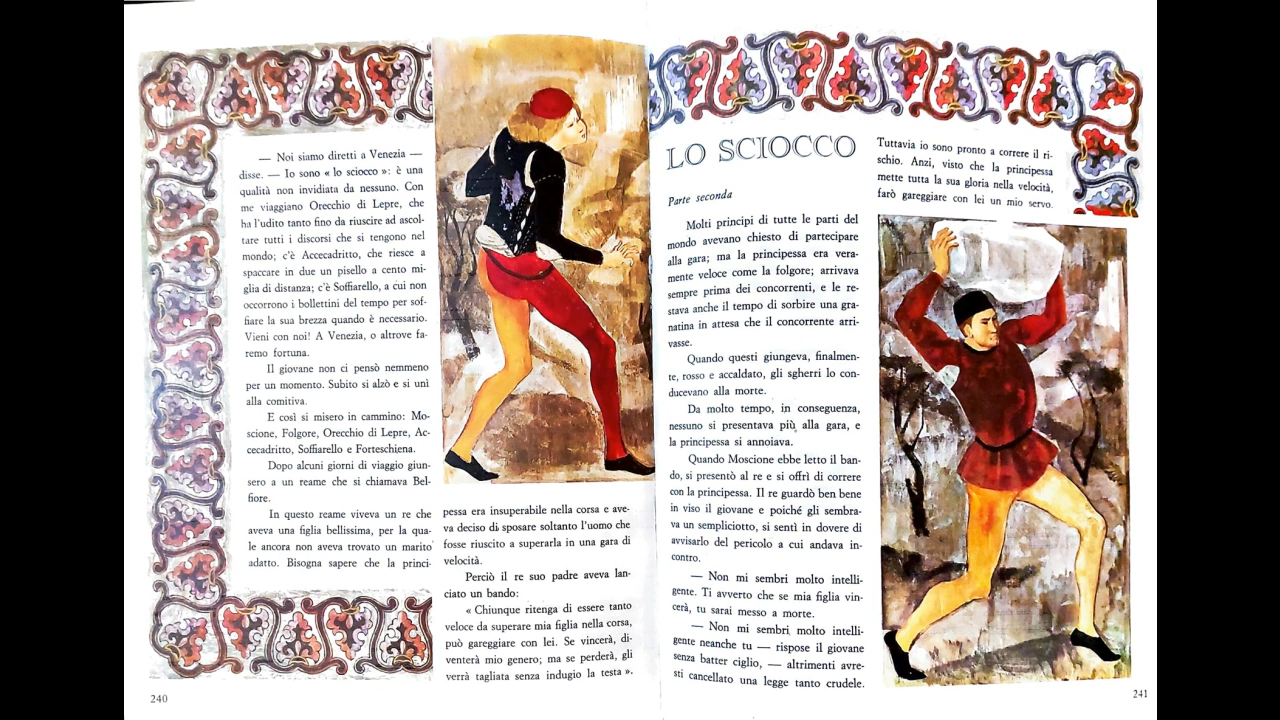 — Noi siamo diretti a Venezia —
disse. — Io sono « lo sciocco »: è una
qualità non invidiata da nessuno. Con
me viaggiano Orecchio di Lepre, che
ha l'udito tanto fino da riuscire ad ascol-
tare tutti i discorsi che si tengono nel
mondo; c'è Accecadritto, che riesce a
spaccare in due un pisello a cento mi-
glia di distanza; c'è Soffiarello, a cui non
occorrono i bollettini del tempo per sof-
fiare la sua brezza quando è necessario.
Vieni con noi! A Venezia, o altrove fa-
remo fortuna.
Il giovane non ci pensò nemmeno
per un momento. Subito si alzò e si unì
alla comitiva.
E così si misero in cammino: Mo-
scione, Folgore, Orecchio di Lepre, Ac-
cecadritto, Soffiarello e Forteschiena.
Dopo alcuni giorni di viaggio giun-
sero a un reame che si chiamava Bel-
fiore.
In questo reame viveva un re che
aveva una figlia bellissima, per la qua-
le ancora non aveva trovato un marito
adatto. Bisogna sapere che la princi-
240
pessa era insuperabile nella corsa e ave-
va deciso di sposare soltanto l'uomo che
fosse riuscito a superarla in una gara di
velocità.
Perciò il re suo padre aveva lan-
ciato un bando:
« Chiunque ritenga di essere tanto
veloce da superare mia figlia nella corsa,
può gareggiare con lei. Se vincerà, di-
venterà mio genero; ma se perderà, gli
verrà tagliata senza indugio la testa ».
LO SCIOCCO
Parte seconda
Molti principi di tutte le parti del
mondo avevano chiesto di partecipare
alla gara; ma la principessa era vera-
mente veloce come la folgore; arrivava
sempre prima dei concorrenti, e le re-
stava anche il tempo di sorbire una gra-
natina in attesa che il concorrente arri-
vasse.
Quando questi giungeva, finalmen-
te, rosso e accaldato, gli sgherri lo con-
ducevano alla morte.
Da molto tempo, in conseguenza,
nessuno si presentava più alla gara, e
la principessa si annoiava.
Quando Moscione ebbe letto il ban-
do, si presentò al re e si offrì di correre
con la principessa. Il re guardò ben bene
in viso il giovane e poiché gli sembra-
va un sempliciotto, si sentì in dovere di
avvisarlo del pericolo a cui andava in-
contro.
— Non mi sembri molto intelli-
gente. Ti avverto che se mia figlia vin-
cerà, tu sarai messo a morte.
— Non mi sembri molto intelli-
gente neanche tu — rispose il giovane
senza batter ciglio, — altrimenti avre-
sti cancellato una legge tanto crudele.
Tuttavia io sono pronto a correre il ri-
schio. Anzi, visto che la principessa
mette tutta la sua gloria nella velocità,
farò gareggiare con lei un mio servo.
241